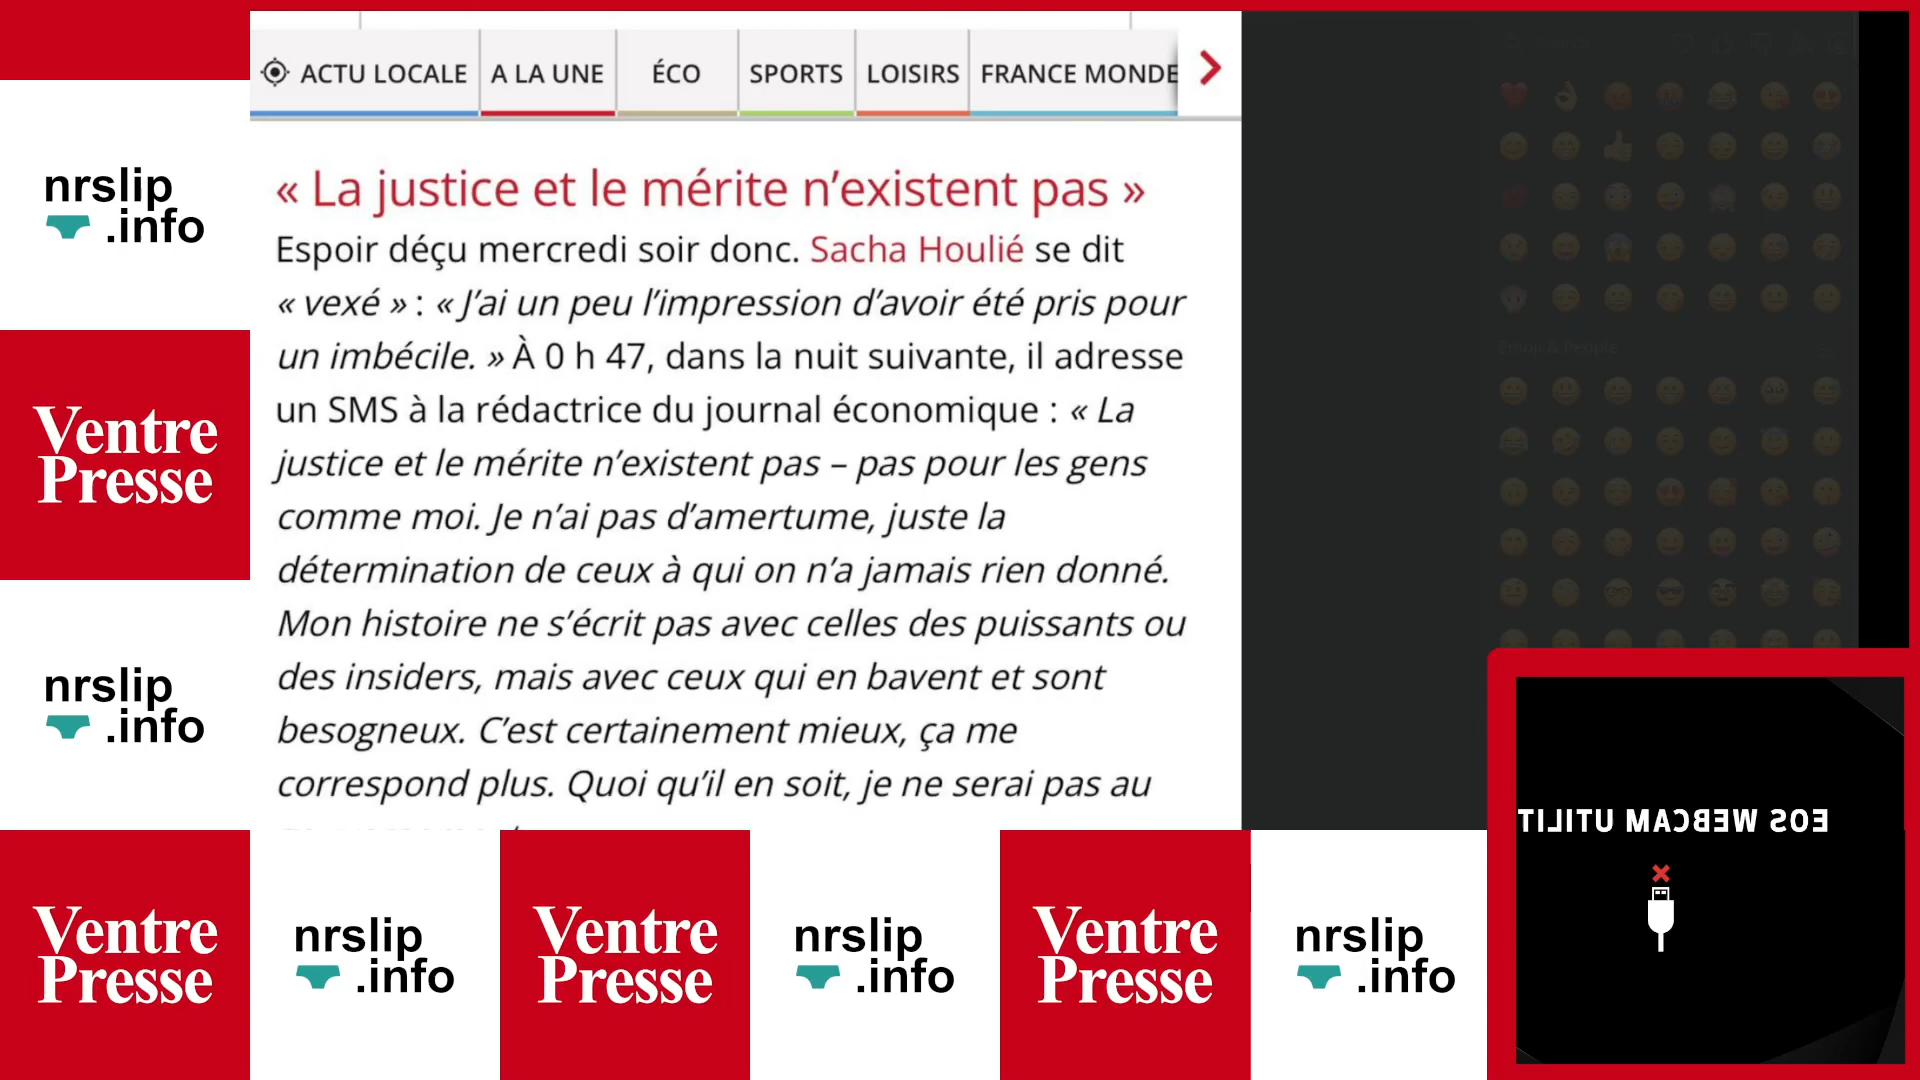 ACTU LOCALE
A LA UNE
ÉCO
SPORTS
LOISIRS
FRANCE MONDE
« La justice et le mérite n’existent pas »
Espoir déçu mercredi soir donc. Sacha Houlié se dit
« vexé » : « J’ai un peu l’impression d’avoir été pris pour
un imbécile. » À 0 h 47, dans la nuit suivante, il adresse
un SMS à la rédactrice du journal économique : « La
justice et le mérite n’existent pas – pas pour les gens
comme moi. Je n’ai pas d’amertume, juste la
détermination de ceux à qui on n’a jamais rien donné.
Mon histoire ne s’écrit pas avec celles des puissants ou
des insiders, mais avec ceux qui en bavent et sont
besogneux. C’est certainement mieux, ça me
correspond plus. Quoi qu’il en soit, je ne serai pas au
Emoji & People
nrslip
.info
Ventre
Presse
nrslip
.info
Ventre
Presse
nrslip
.info
Ventre
Presse
nrslip
.info
Ventre
Presse
nrslip
.info
EOS WEBCAM UTILIT